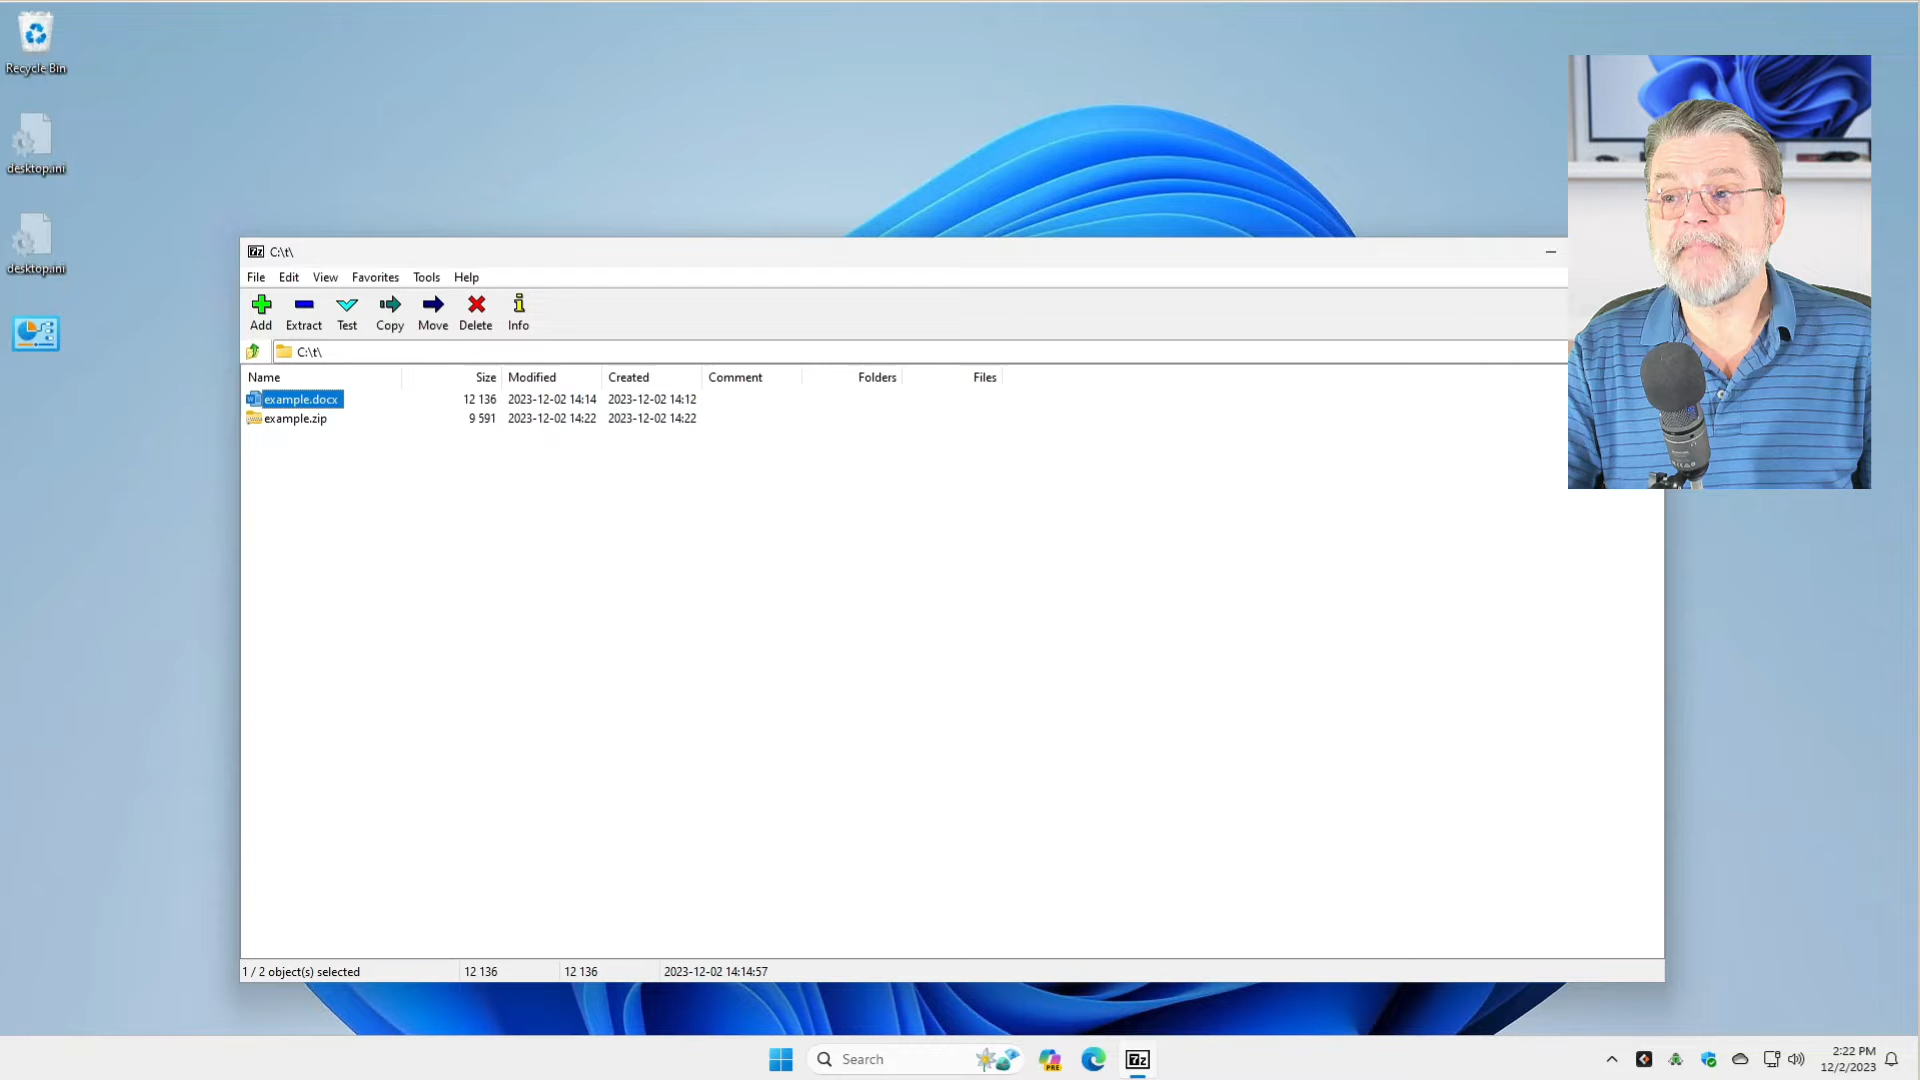 Recycle Bin
desktop.ini
desktop.ini
7z C:\t\
File Edit View Favorites Tools Help
Add Extract Test Copy Move Delete Info
C:\t\
Name Size Modified Created Comment Folders Files
example.docx 12 136 2023-12-02 14:14 2023-12-02 14:12
example.zip 9 591 2023-12-02 14:22 2023-12-02 14:22
1 / 2 object(s) selected 12 136 12 136 2023-12-02 14:14:57
Search PRE 7z 2:22 PM
12/2/2023